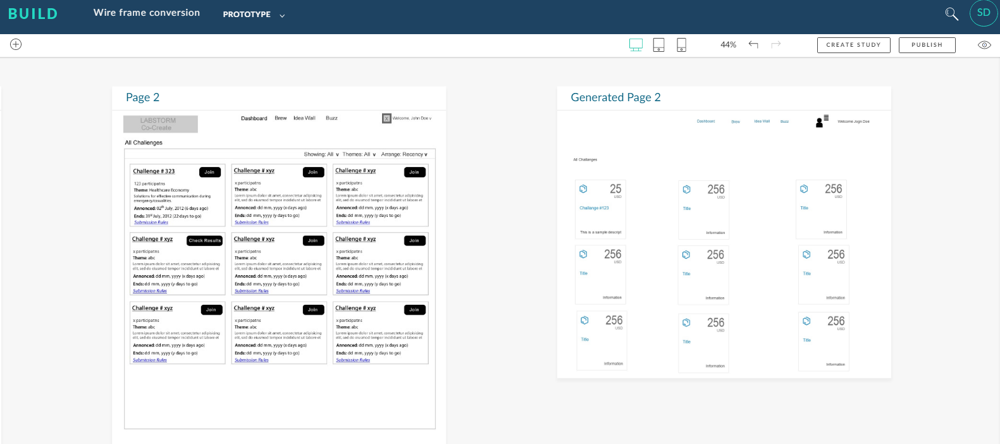 BUILD
Wire frame conversion
PROTOTYPE
SD
44%
CREATE STUDY
PUBLISH
Page 2
LABSTORM
Co-Create
Dashboard Brew Idea Wall Buzz
X Welcome, John Doe v
All Challenges
Showing: All v Themes: All v Arrange: Recency v
Challenge # 323
Join
123 participatns
Theme: Healthcare Economy
Solutions for effective communication during
emergency/casualities.
Annonced: 02th July, 2012 (6 days ago)
Ends: 31st July, 2012 |22 days to go)
Submission Rules
Challenge # xyz
Join
x participatns
Theme: abc
Lorem ipsum dolor sit amet, consectetur adipisicing
elit, sed do eiusmod tempor incididunt ut labore et
Annonced: dd mm, yyyy (x days ago)
Ends: dd mm, yyyy (y days to go)
Submission Rules
Challenge # xyz
Join
x participatns
Theme: abc
Lorem ipsum dolor sit amet, consectetur adipisicing
elit, sed do eiusmod tempor incididunt ut labore et
Annonced: dd mm, yyyy (x days ago)
Ends: dd mm, yyyy (y days to go)
Submission Rules
Challenge # xyz
Check Results
x participatns
Theme: abc
Lorem ipsum dolor sit amet, consectetur adipisicing
elit, sed do eiusmod tempor incididunt ut labore et
Annonced: dd mm, yyyy (x days ago)
Ends: dd mm, yyyy (y days to go)
Submission Rules
Challenge # xyz
Join
x participatns
Theme: abc
Lorem ipsum dolor sit amet, consectetur adipisicing
elit, sed do eiusmod tempor incididunt ut labore et
Annonced: dd mm, yyyy (x days ago)
Ends: dd mm, yyyy (y days to go)
Submission Rules
Challenge # xyz
Join
x participatns
Theme: abc
Lorem ipsum dolor sit amet, consectetur adipisicing
elit, sed do eiusmod tempor incididunt ut labore et
Annonced: dd mm, yyyy (x days ago)
Ends: dd mm, yyyy (y days to go)
Submission Rules
Challenge # xyz
Join
x participatns
Theme: abc
Lorem ipsum dolor sit amet, consectetur adipisicing
elit, sed do eiusmod tempor incididunt ut labore et
Annonced: dd mm, yyyy (x days ago)
Ends: dd mm, yyyy (y days to go)
Submission Rules
Challenge # xyz
Join
x participatns
Theme: abc
Lorem ipsum dolor sit amet, consectetur adipisicing
elit, sed do eiusmod tempor incididunt ut labore et
Annonced: dd mm, yyyy (x days ago)
Ends: dd mm, yyyy (y days to go)
Submission Rules
Challenge # xyz
Join
x participatns
Theme: abc
Lorem ipsum dolor sit amet, consectetur adipisicing
elit, sed do eiusmod tempor incididunt ut labore et
Annonced: dd mm, yyyy (x days ago)
Ends: dd mm, yyyy (y days to go)
Submission Rules
Generated Page 2
Dashboard Brew Idea Wall Buzz
Welcome Jogn Doe
All Challanges
25
USD
Challange #123
This is a sample descript
256
USD
Title
Information
256
USD
Title
Information
256
USD
Title
Information
256
USD
Title
Information
256
USD
Title
Information
256
USD
Title
Information
256
USD
Title
Information
256
USD
Title
Information